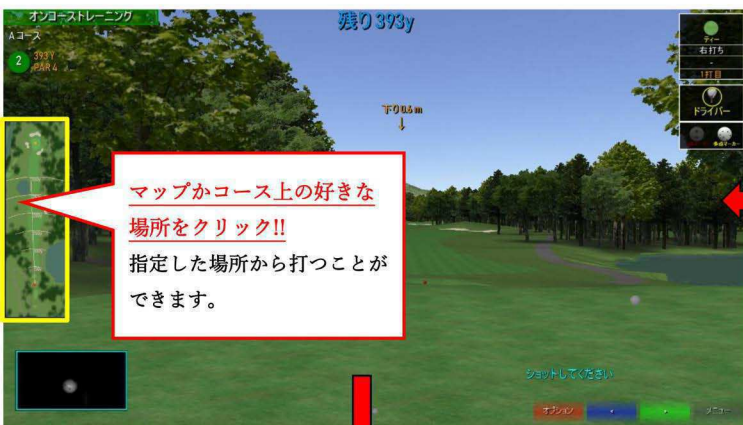 オンコーストレーニング
Aコース
2
393Y
PAR 4
残り 393y
下り0.6m
↓
ティー
右打ち
-
1打目
ドライバー
マップかコース上の好きな
場所をクリック!!
指定した場所から打つことが
できます。
ショットしてください
オプション
メニュー